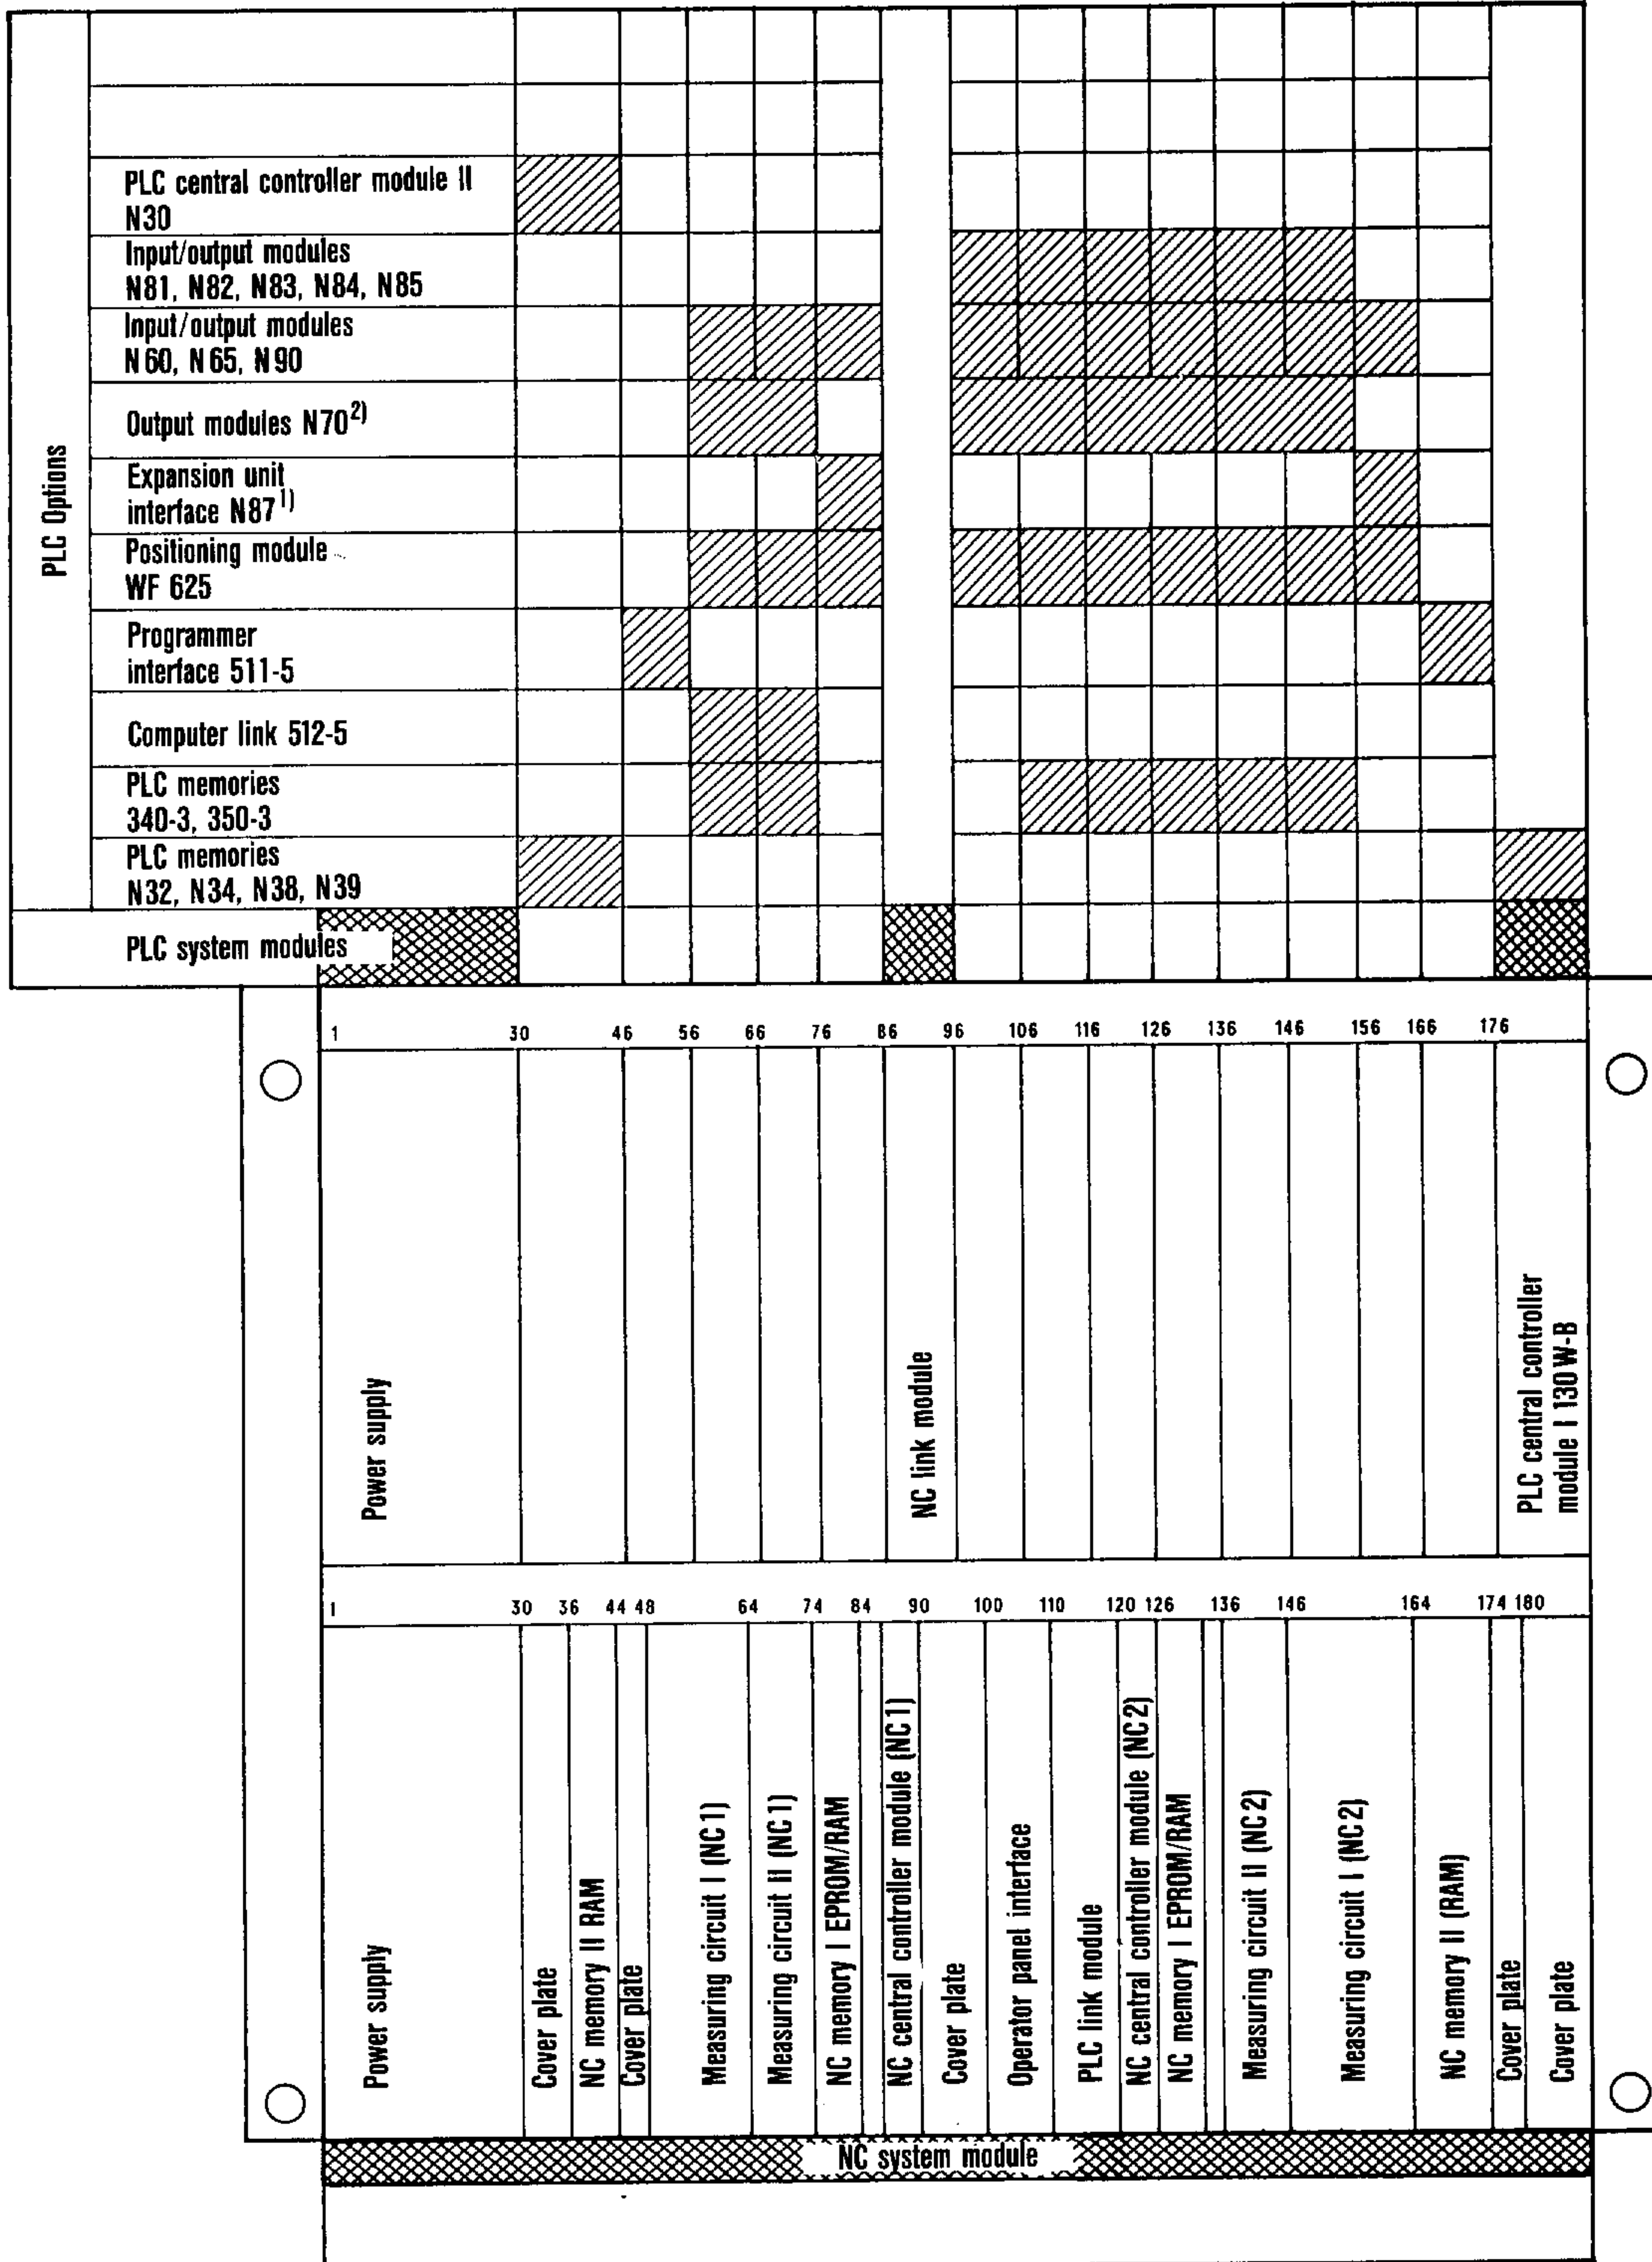 PLC Options
PLC central controller module II
N30
Input/output modules
N81, N82, N83, N84, N85
Input/output modules
N60, N65, N90
Output modules N70²⁾
Expansion unit
interface N87¹⁾
Positioning module
WF 625
Programmer
interface 511-5
Computer link 512-5
PLC memories
340-3, 350-3
PLC memories
N32, N34, N38, N39
PLC system modules
1 30 46 56 66 76 86 96 106 116 126 136 146 156 166 176
Power supply
NC link module
PLC central controller
module I 130W-B
1 30 36 44 48 64 74 84 90 100 110 120 126 136 146 164 174 180
Power supply
Cover plate
NC memory II RAM
Cover plate
Measuring circuit I (NC1)
Measuring circuit II (NC1)
NC memory I EPROM/RAM
NC central controller module (NC1)
Cover plate
Operator panel interface
PLC link module
NC central controller module (NC2)
NC memory I EPROM/RAM
Measuring circuit II (NC2)
Measuring circuit I (NC2)
NC memory II (RAM)
Cover plate
Cover plate
NC system module